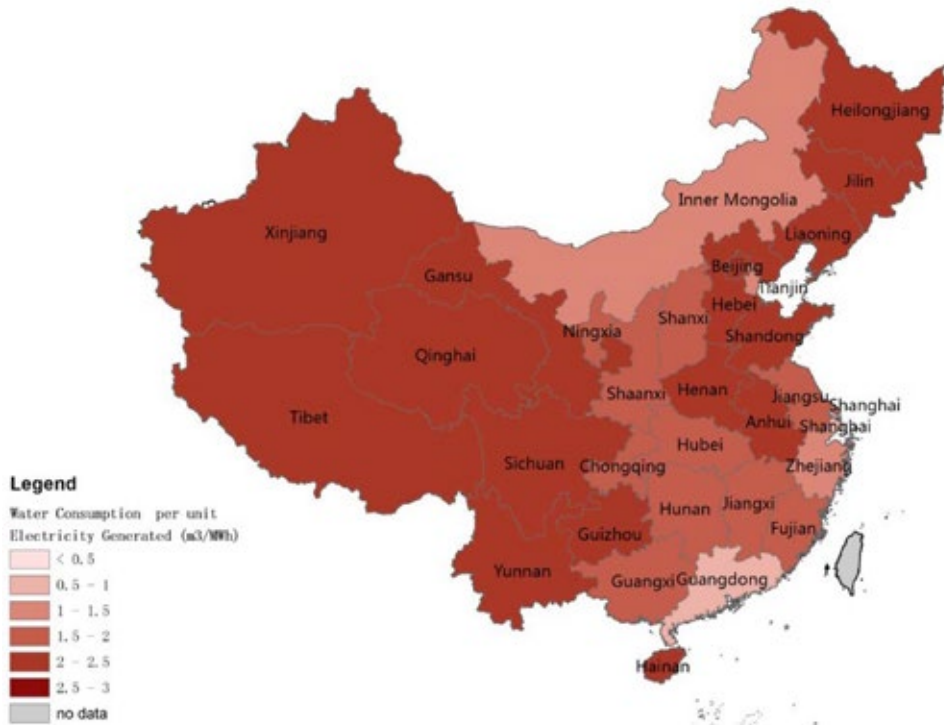 Heilongjiang
Jilin
Inner Mongolia
Liaoning
Xinjiang
Beijing
Gansu
Tianjin
Hebei
Shanxi
Ningxia
Shandong
Qinghai
Henan
Shaanxi
Jiangsu
Shanghai
Tibet
Anhui
Shanghai
Hubei
Sichuan
Chongqing
Zhejiang
Hunan
Jiangxi
Guizhou
Fujian
Yunnan
Guangxi
Guangdong
Hainan
Legend
Water Consumption per unit
Electricity Generated (m3/MWh)
< 0.5
0.5 - 1
1 - 1.5
1.5 - 2
2 - 2.5
2.5 - 3
no data